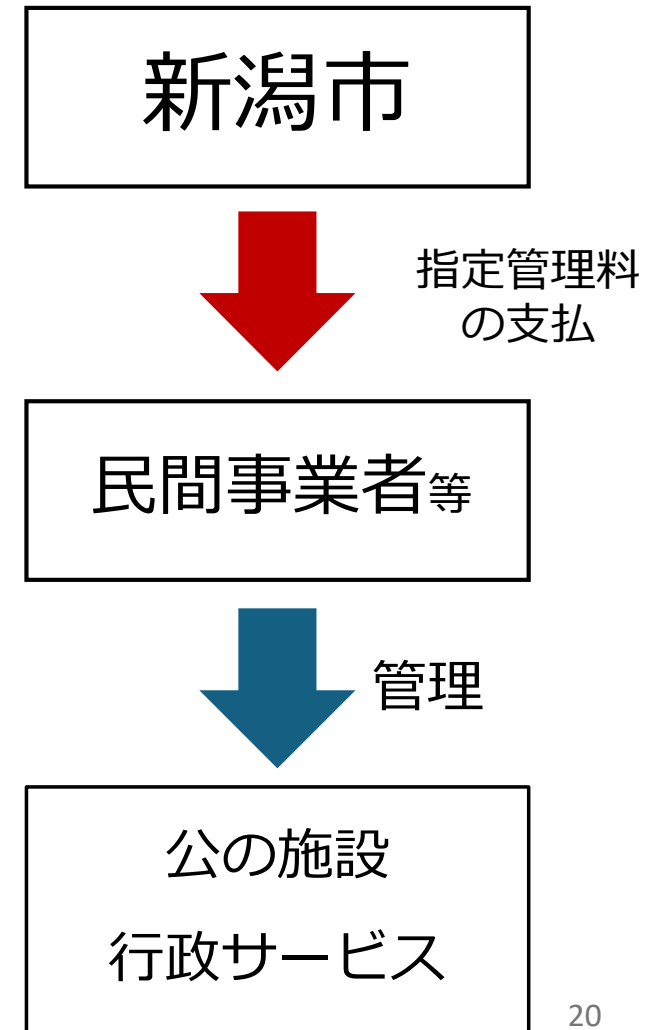 新潟市
指定管理料
の支払
民間事業者等
管理
公の施設
行政サービス
20